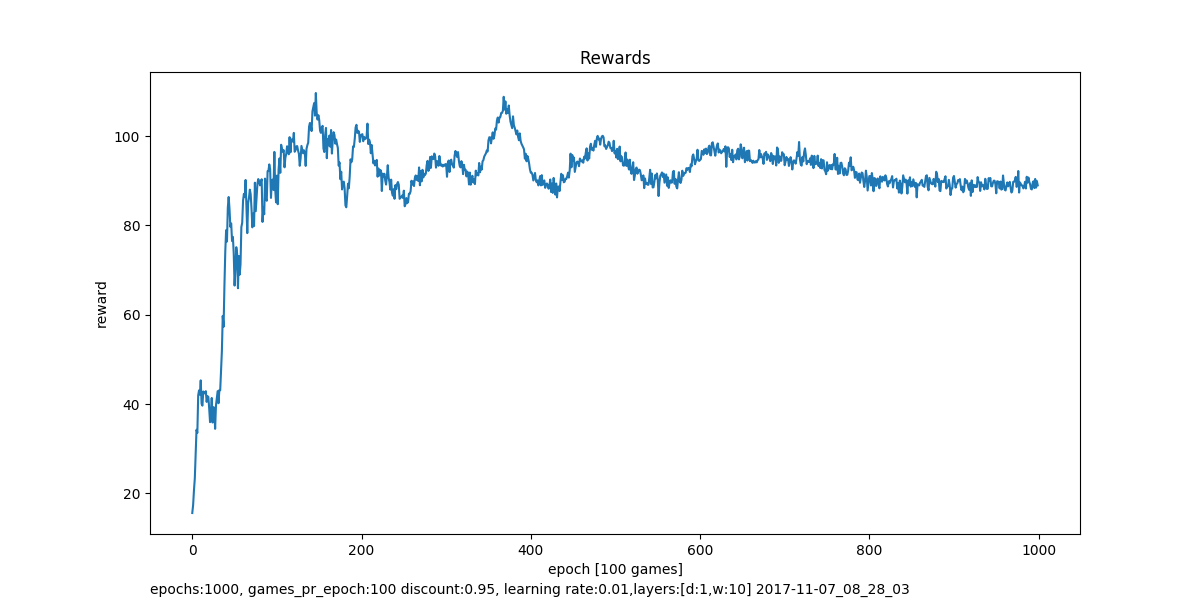 Rewards
100
80
60
40
20
reward
0 200 400 600 800 1000
epoch [100 games]
epochs:1000, games_pr_epoch:100 discount:0.95, learning rate:0.01,layers:[d:1,w:10] 2017-11-07_08_28_03